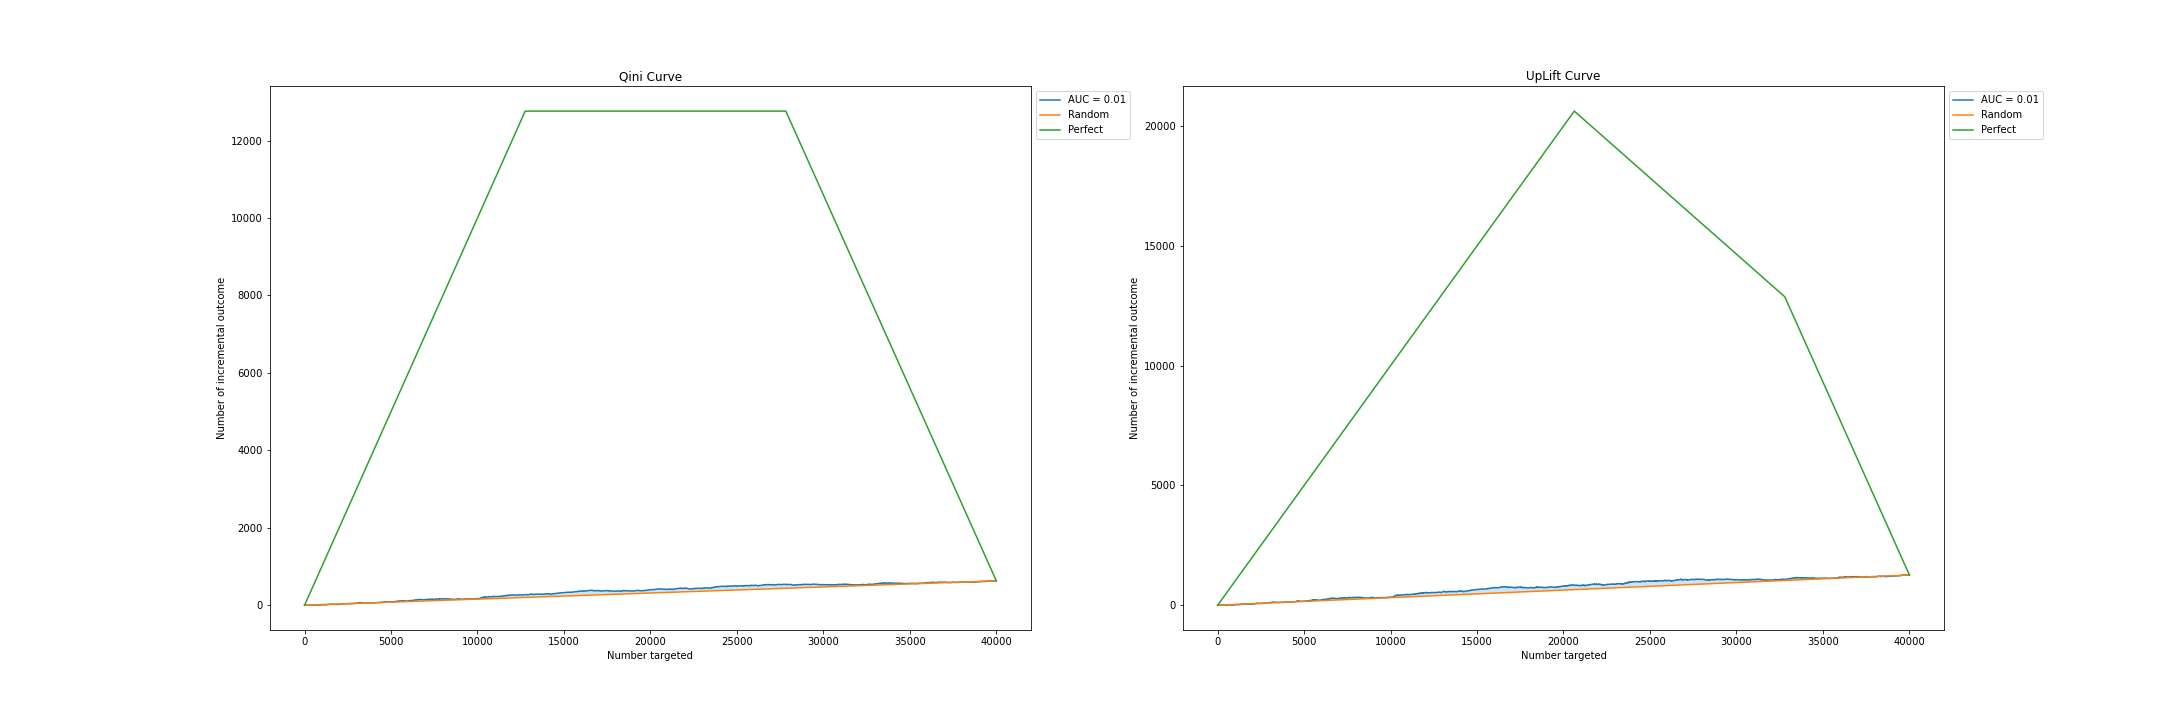 Qini Curve
AUC = 0.01
Random
Perfect
Number of incremental outcome
12000
10000
8000
6000
4000
2000
0
0 5000 10000 15000 20000 25000 30000 35000 40000
Number targeted
UpLift Curve
AUC = 0.01
Random
Perfect
Number of incremental outcome
20000
15000
10000
5000
0
0 5000 10000 15000 20000 25000 30000 35000 40000
Number targeted